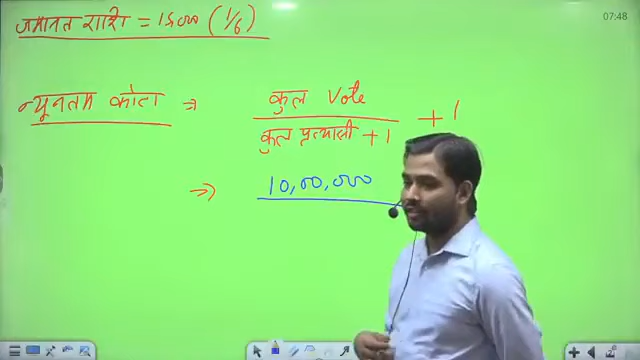 07:48
जमानत राशि = 15000 (1/6)
न्यूनतम कोटा ⇒ कुल Vote / कुल प्रत्याशी + 1 + 1
⇒ 10,00,000